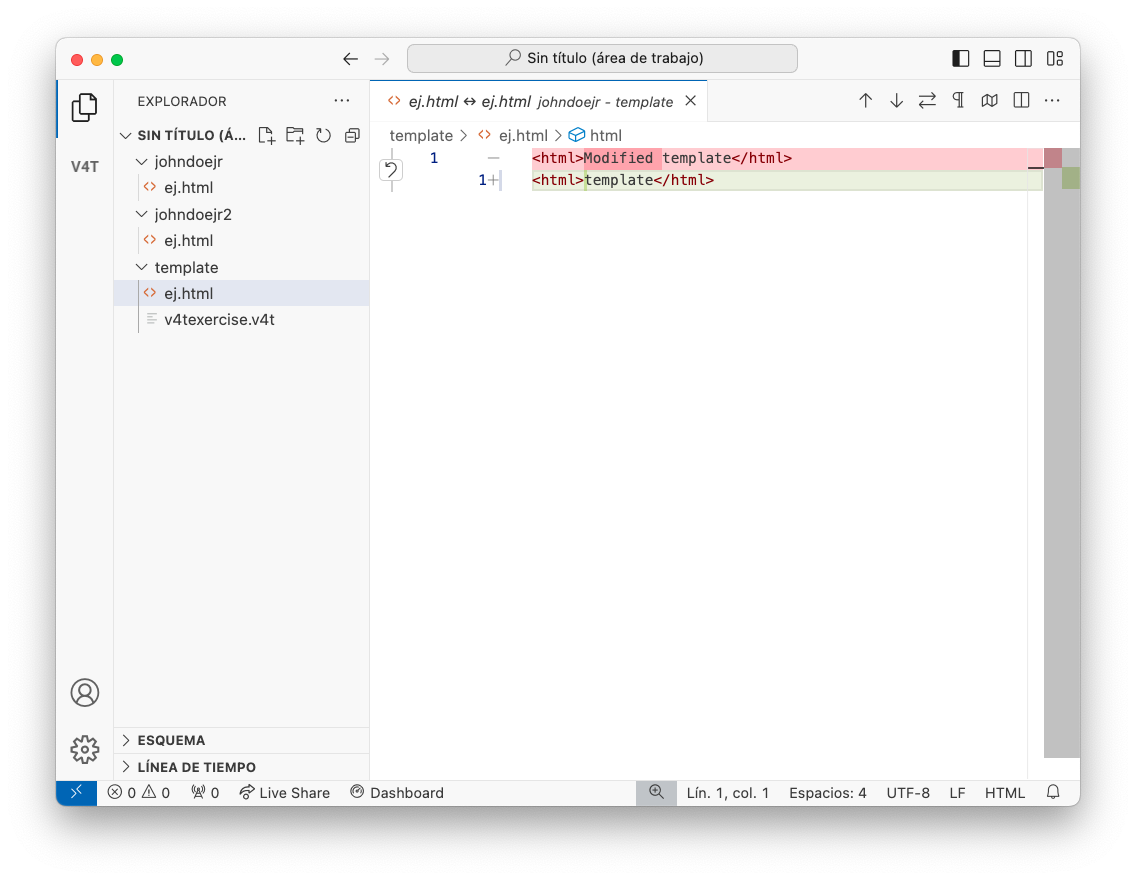 Sin título (área de trabajo)
EXPLORADOR
ej.html ↔ ej.html johndoejr - template
SIN TÍTULO (Á...
template > ej.html > html
V4T
johndoejr
ej.html
johndoejr2
ej.html
template
ej.html
v4texercise.v4t
1 — <html>Modified template</html>
1+ <html>template</html>
ESQUEMA
LÍNEA DE TIEMPO
0 0 0 Live Share Dashboard Lín. 1, col. 1 Espacios: 4 UTF-8 LF HTML